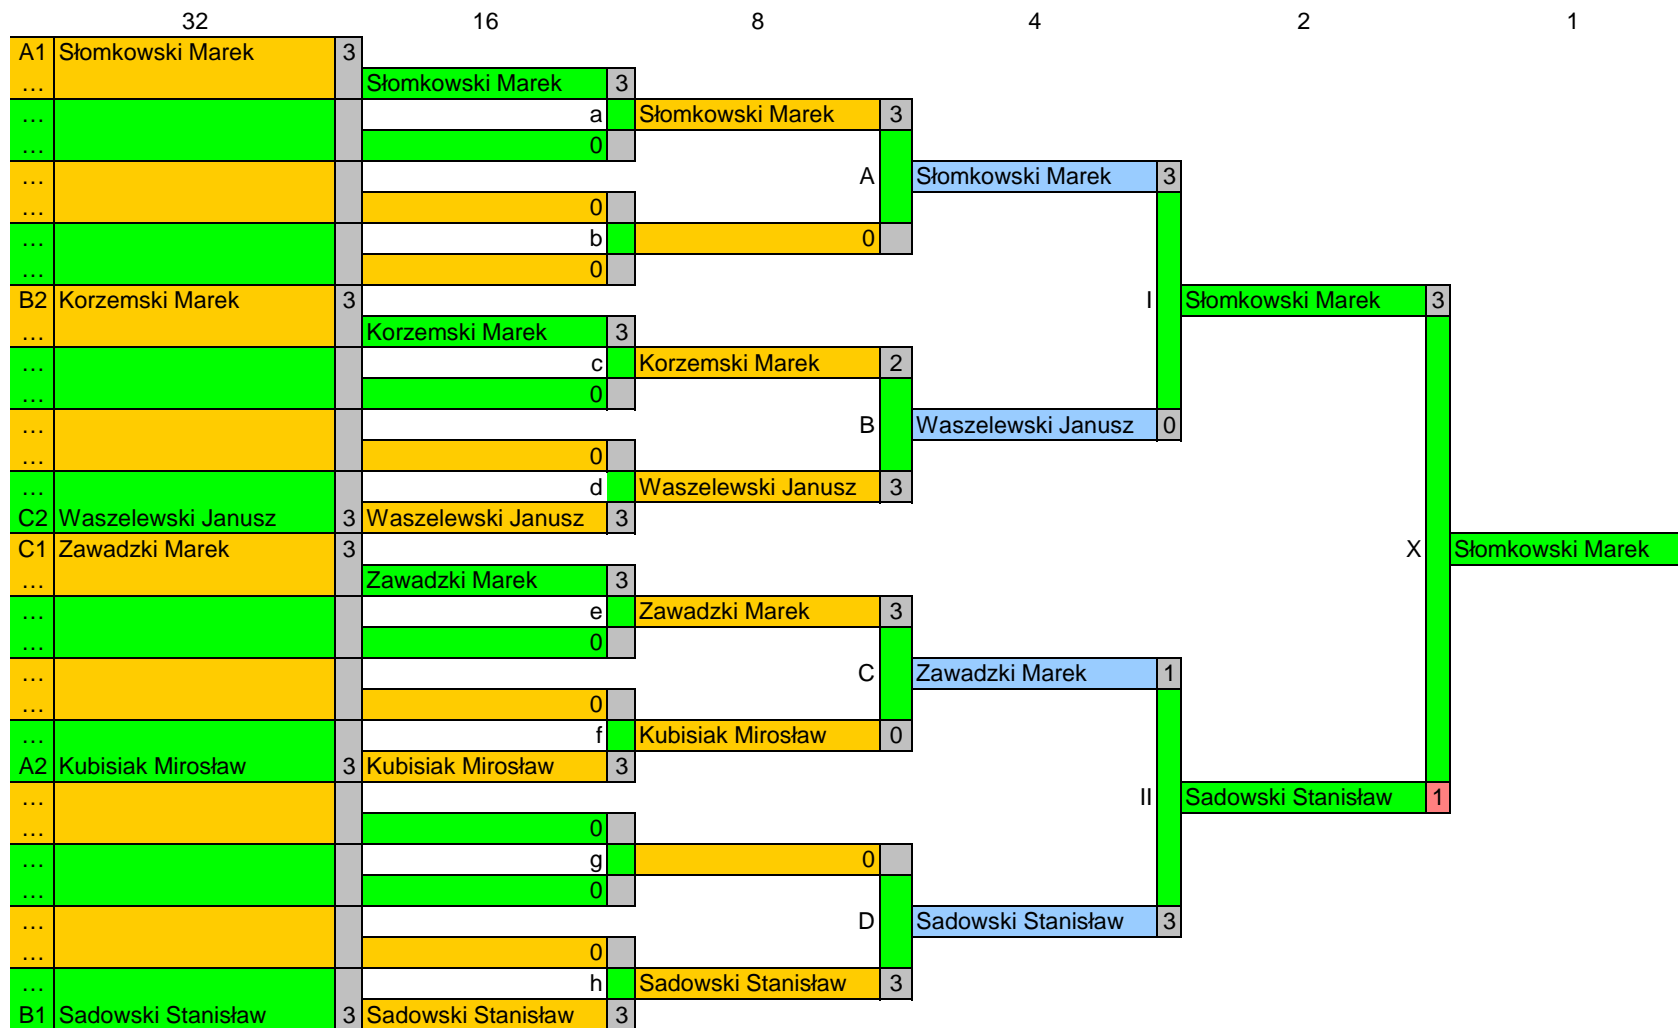 32 16 8 4 2 1
A1 Słomkowski Marek 3
… Słomkowski Marek 3
… a Słomkowski Marek 3
… 0
… A Słomkowski Marek 3
… 0
… b 0
… 0
B2 Korzemski Marek 3 I Słomkowski Marek 3
… Korzemski Marek 3
… c Korzemski Marek 2
… 0
… B Waszelewski Janusz 0
… 0
… d Waszelewski Janusz 3
C2 Waszelewski Janusz 3 Waszelewski Janusz 3
C1 Zawadzki Marek 3 X Słomkowski Marek
… Zawadzki Marek 3
… e Zawadzki Marek 3
… 0
… C Zawadzki Marek 1
… 0
… f Kubisiak Mirosław 0
A2 Kubisiak Mirosław 3 Kubisiak Mirosław 3
… II Sadowski Stanisław 1
… 0
… g 0
… 0
… D Sadowski Stanisław 3
… 0
… h Sadowski Stanisław 3
B1 Sadowski Stanisław 3 Sadowski Stanisław 3